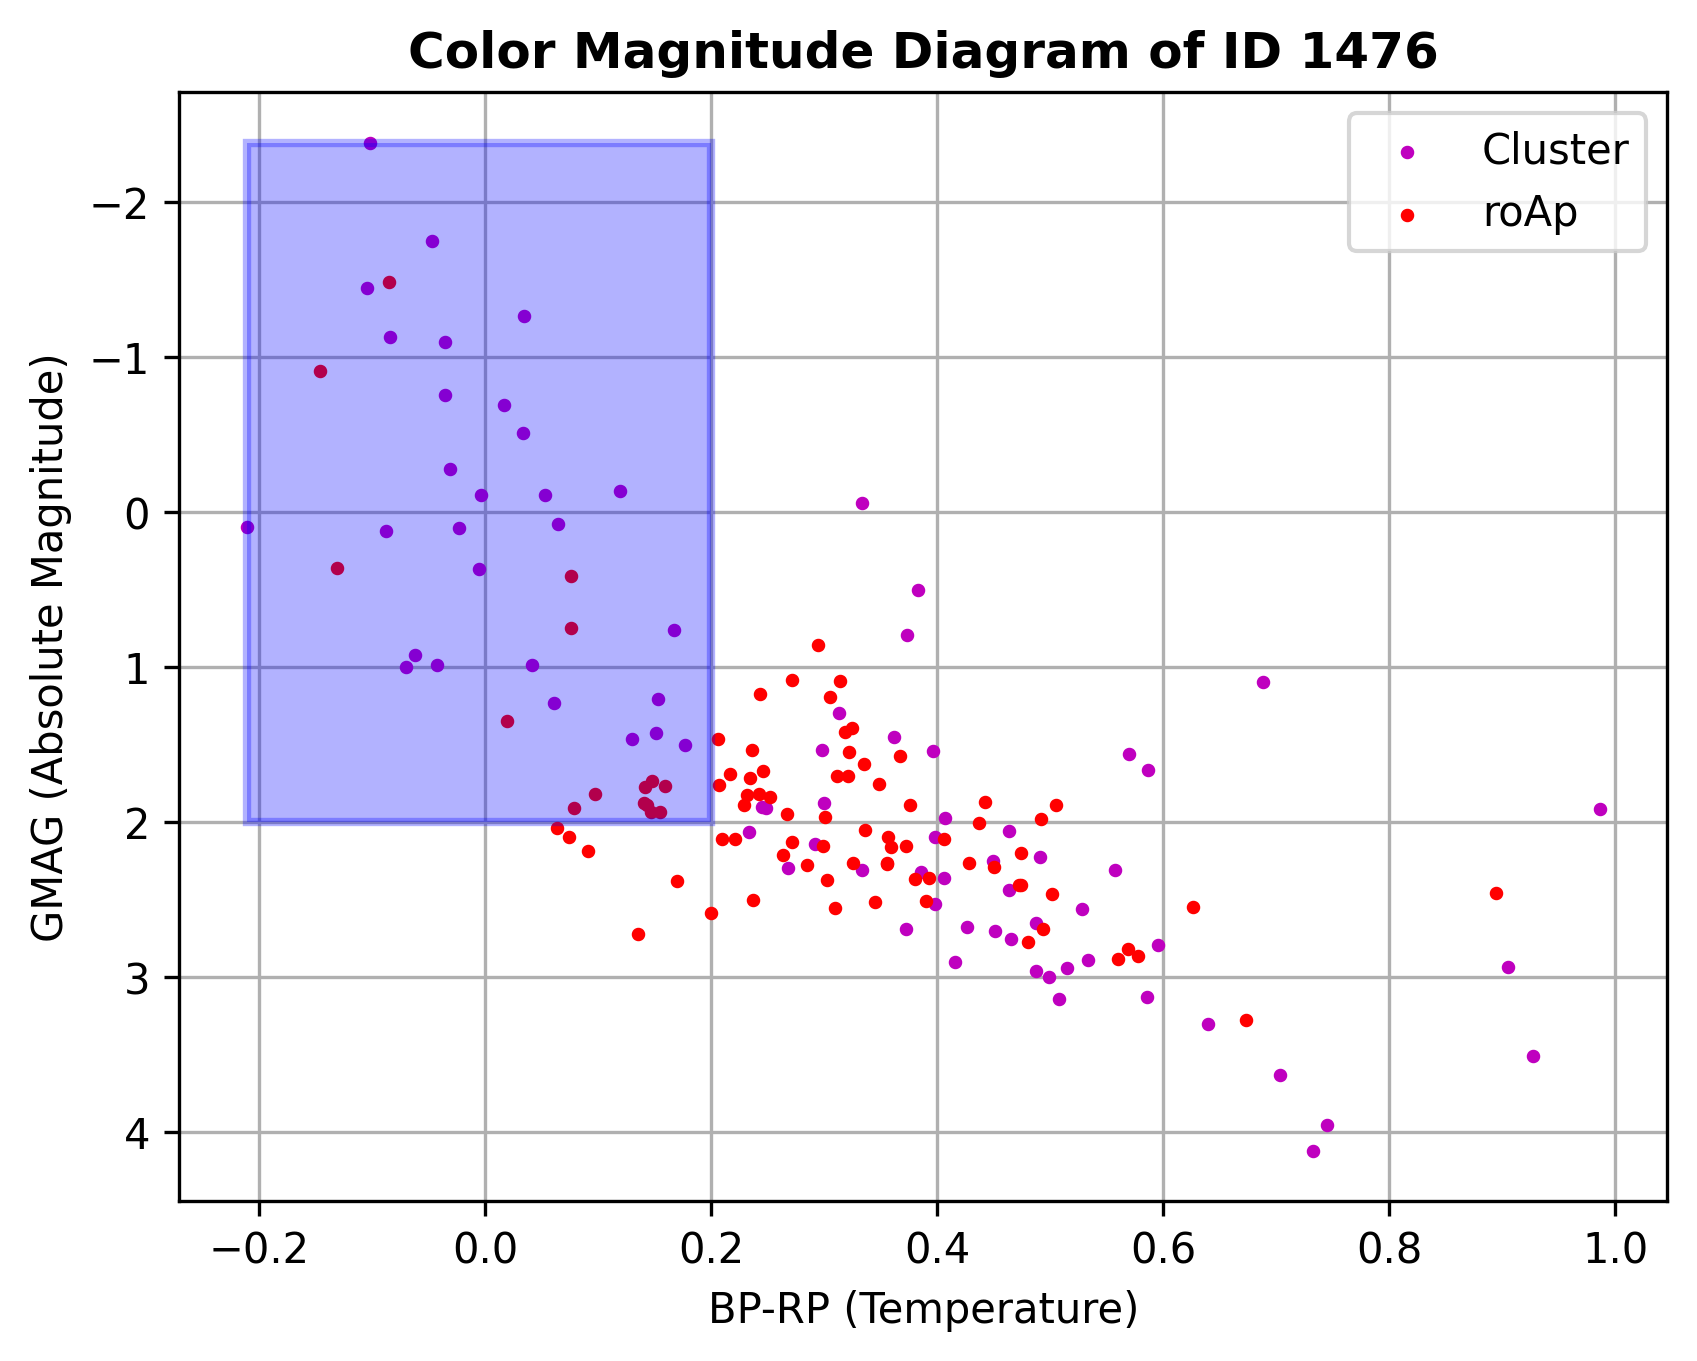 Color Magnitude Diagram of ID 1476
Cluster
roAp
GMAG (Absolute Magnitude)
−2
−1
0
1
2
3
4
−0.2 0.0 0.2 0.4 0.6 0.8 1.0
BP-RP (Temperature)